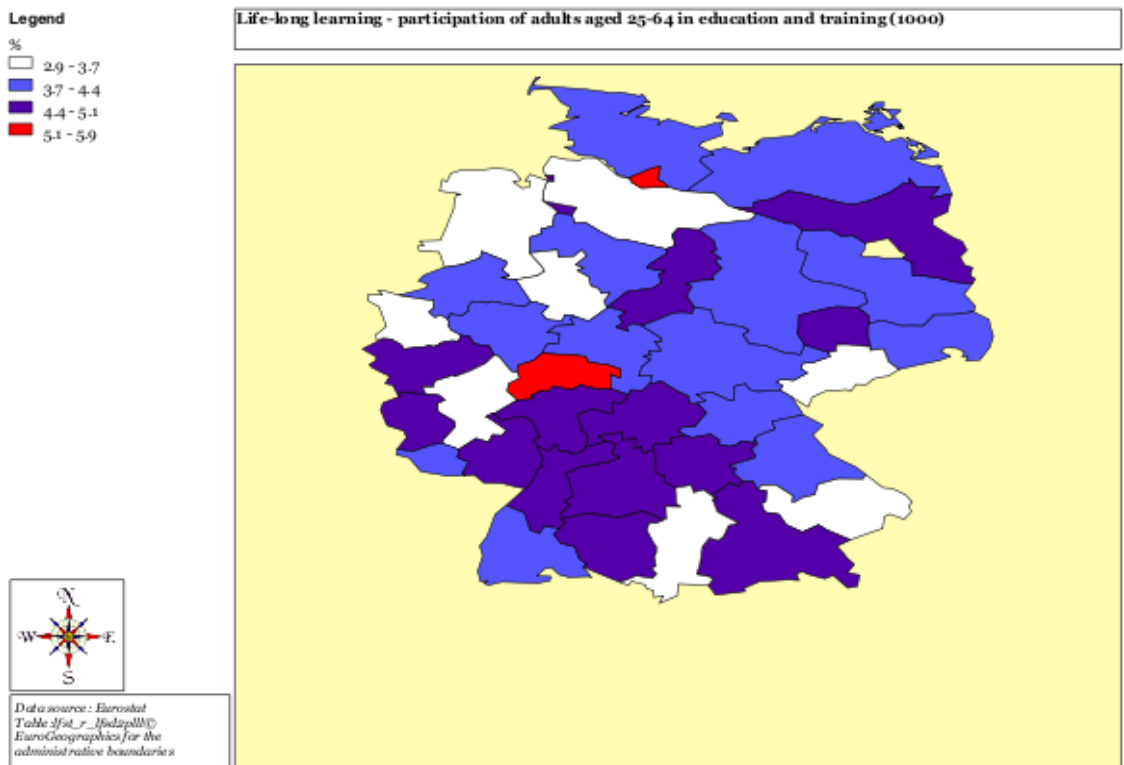 Legend
Life-long learning - participation of adults aged 25-64 in education and training (1000)
%
2.9 - 3.7
3.7 - 4.4
4.4 - 5.1
5.1 - 5.9
N
W E
S
Data source : Eurostat
EuroGeographics for the
administrative boundaries